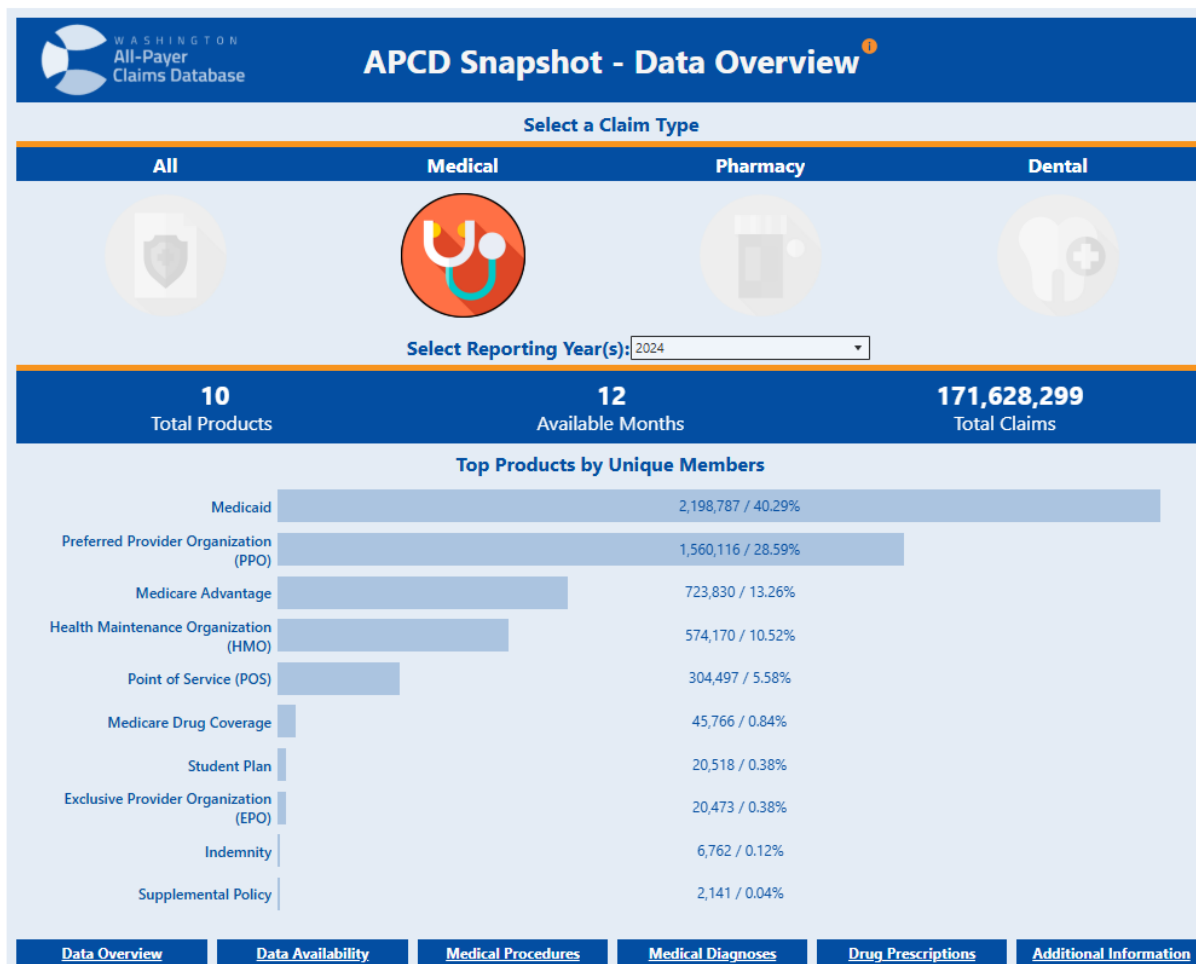 WASHINGTON
All-Payer
Claims Database
APCD Snapshot - Data Overview
i
Select a Claim Type
All Medical Pharmacy Dental
Select Reporting Year(s): 2024
10 12 171,628,299
Total Products Available Months Total Claims
Top Products by Unique Members
Medicaid 2,198,787 / 40.29%
Preferred Provider Organization
(PPO) 1,560,116 / 28.59%
Medicare Advantage 723,830 / 13.26%
Health Maintenance Organization
(HMO) 574,170 / 10.52%
Point of Service (POS) 304,497 / 5.58%
Medicare Drug Coverage 45,766 / 0.84%
Student Plan 20,518 / 0.38%
Exclusive Provider Organization
(EPO) 20,473 / 0.38%
Indemnity 6,762 / 0.12%
Supplemental Policy 2,141 / 0.04%
Data Overview Data Availability Medical Procedures Medical Diagnoses Drug Prescriptions Additional Information